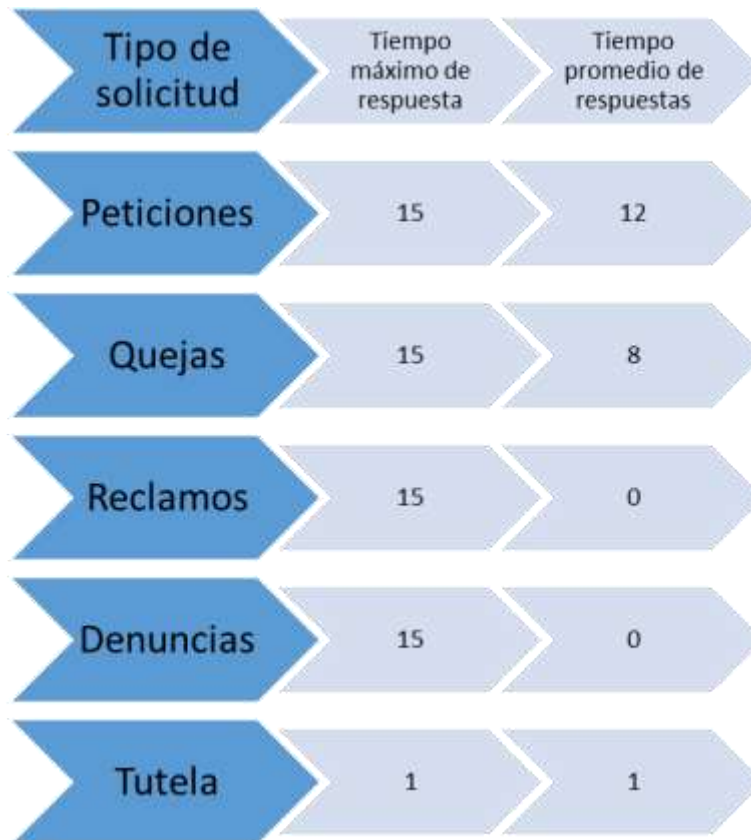 Tipo de
solicitud
Tiempo
máximo de
respuesta
Tiempo
promedio de
respuestas
Peticiones
15
12
Quejas
15
8
Reclamos
15
0
Denuncias
15
0
Tutela
1
1